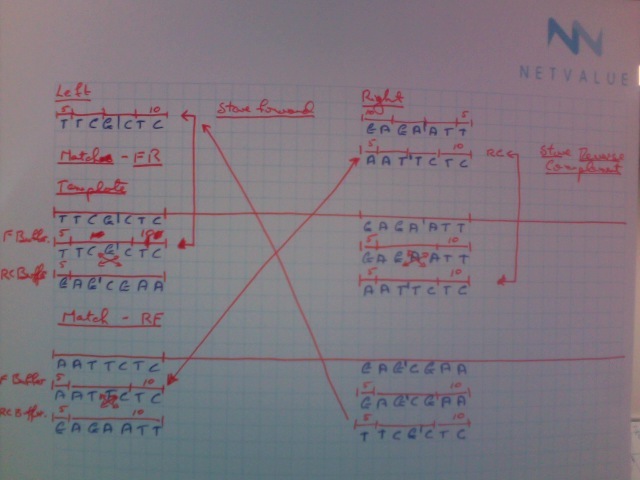 NETVALUE
Left
Store forward
Right
5 10
T T C G C T C
10 5
G A G A A T T
Match - FR
5 10
A A T T C T C
RC
Store Reverse Complement
Template
T T C G C T C
G A G A A T T
F Buffer.
5 10
T T C G C T C
5 10
G A G A A T T
RC Buffer
5
G A G C G A A
5 10
A A T T C T C
Match - RF
A A T T C T C
G A G C G A A
F Buffer
5 10
A A T T C T C
5 10
G A G C G A A
RC Buffer.
5 10
G A G A A T T
5 10
T T C G C T C